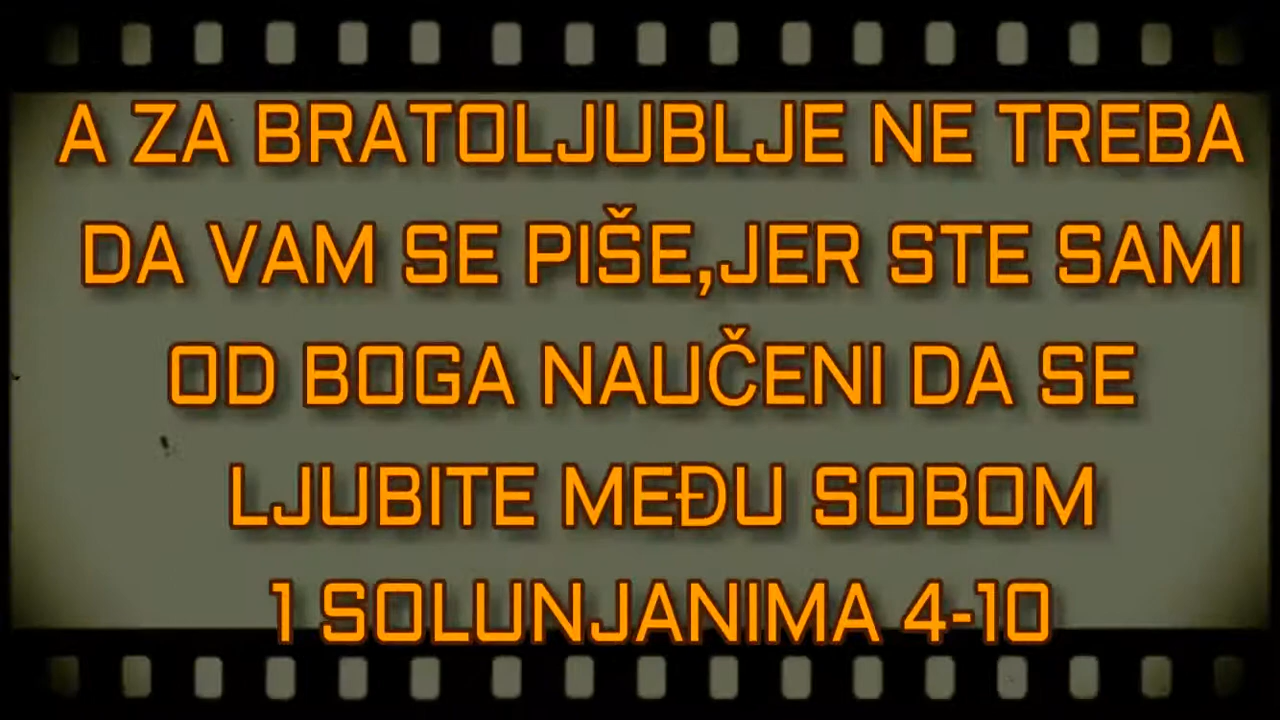 A ZA BRATOLJUBLJE NE TREBA
DA VAM SE PIŠE,JER STE SAMI
OD BOGA NAUČENI DA SE
LJUBITE MEĐU SOBOM
1 SOLUNJANIMA 4-10